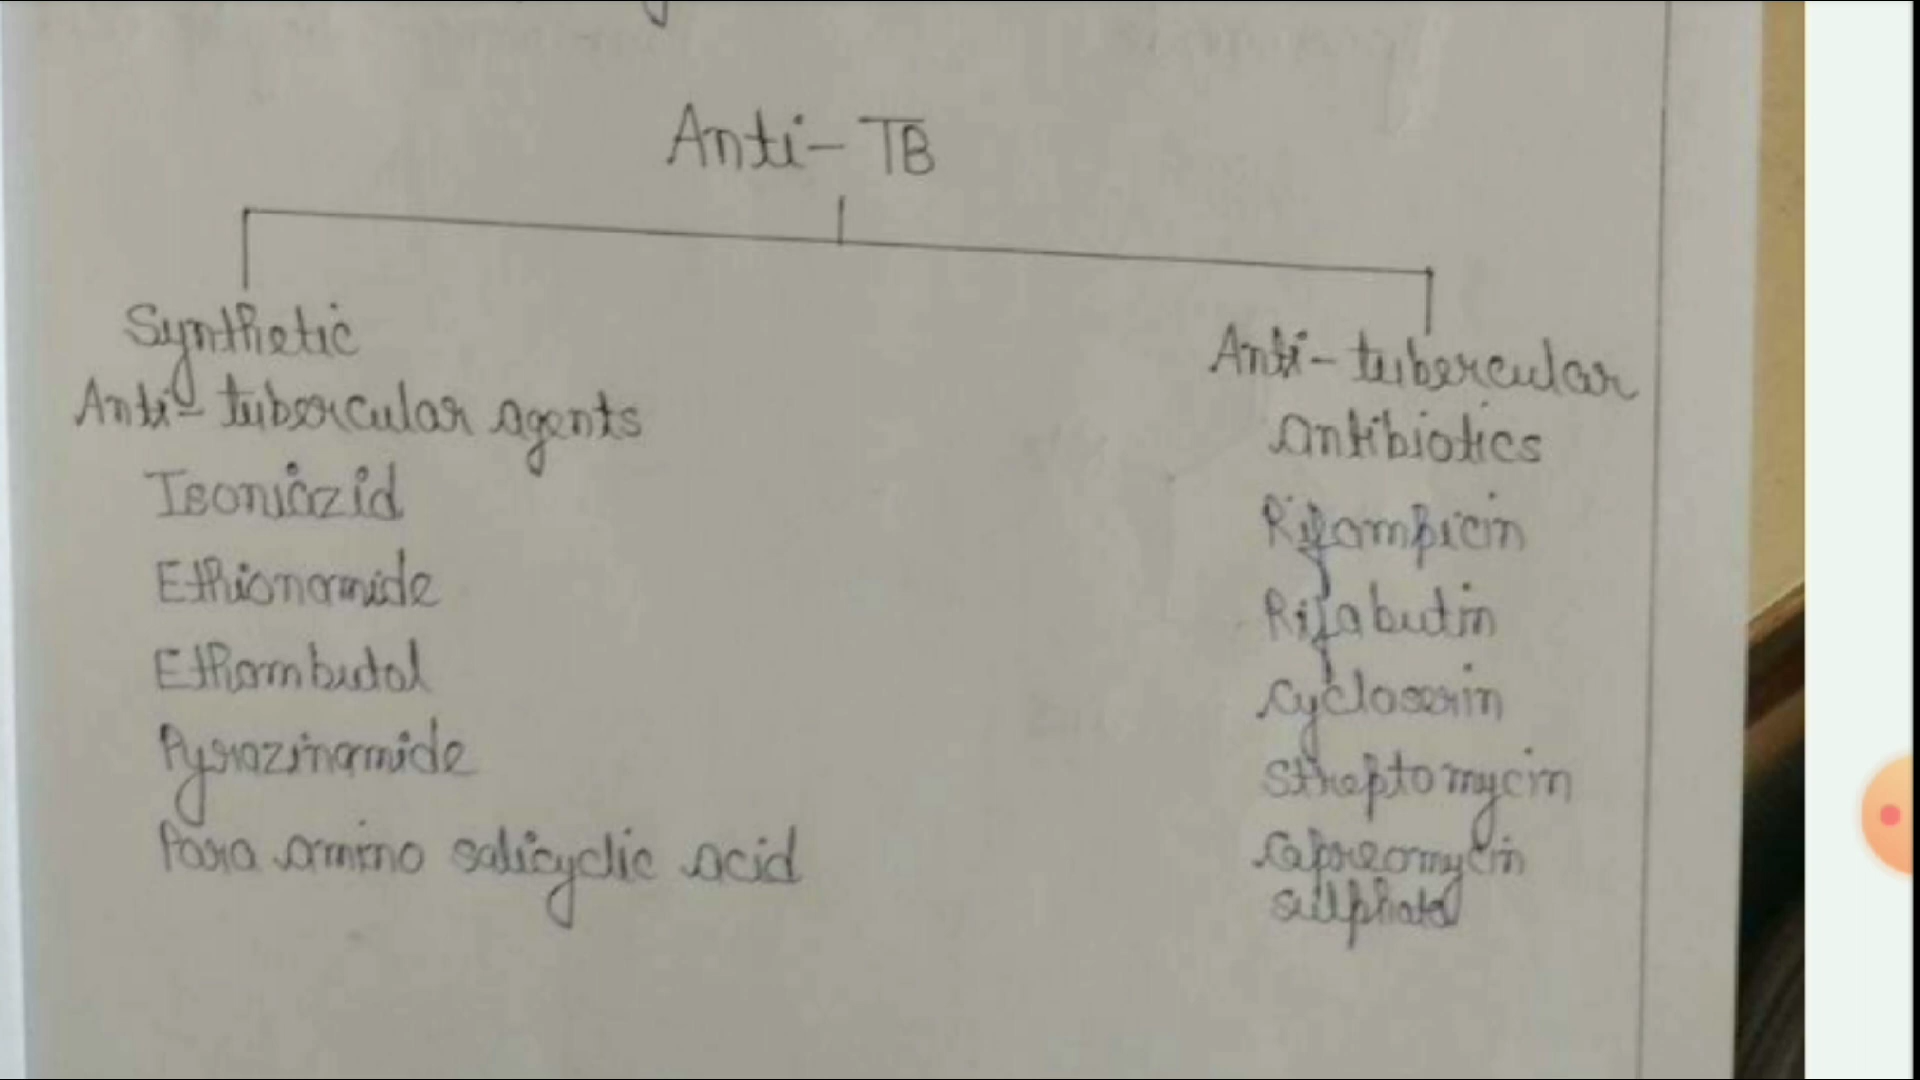 Anti-TB
Synthetic
Anti-tubercular agents
Isoniazid
Ethionamide
Ethambutol
Pyrazinamide
Para amino salicyclic acid
Anti-tubercular
antibiotics
Rifampicin
Rifabutin
Cycloserin
Streptomycin
Capreomycin
sulphate